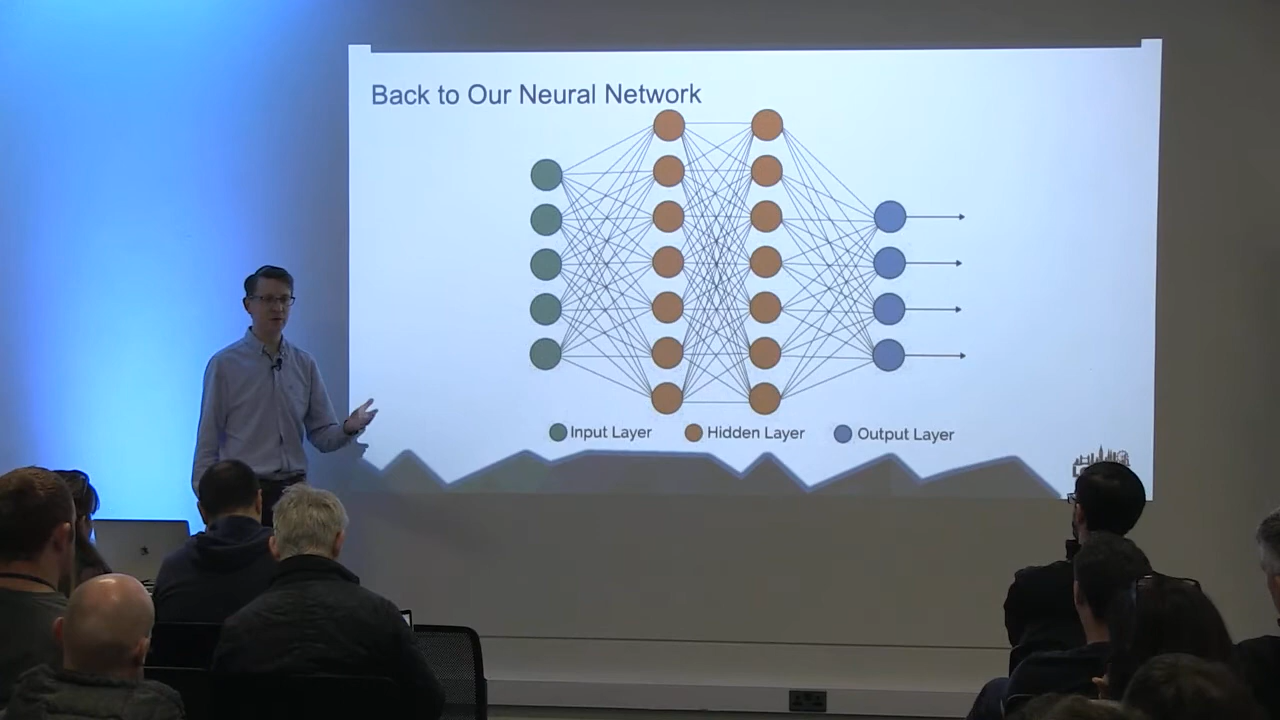 Back to Our Neural Network
Input Layer
Hidden Layer
Output Layer